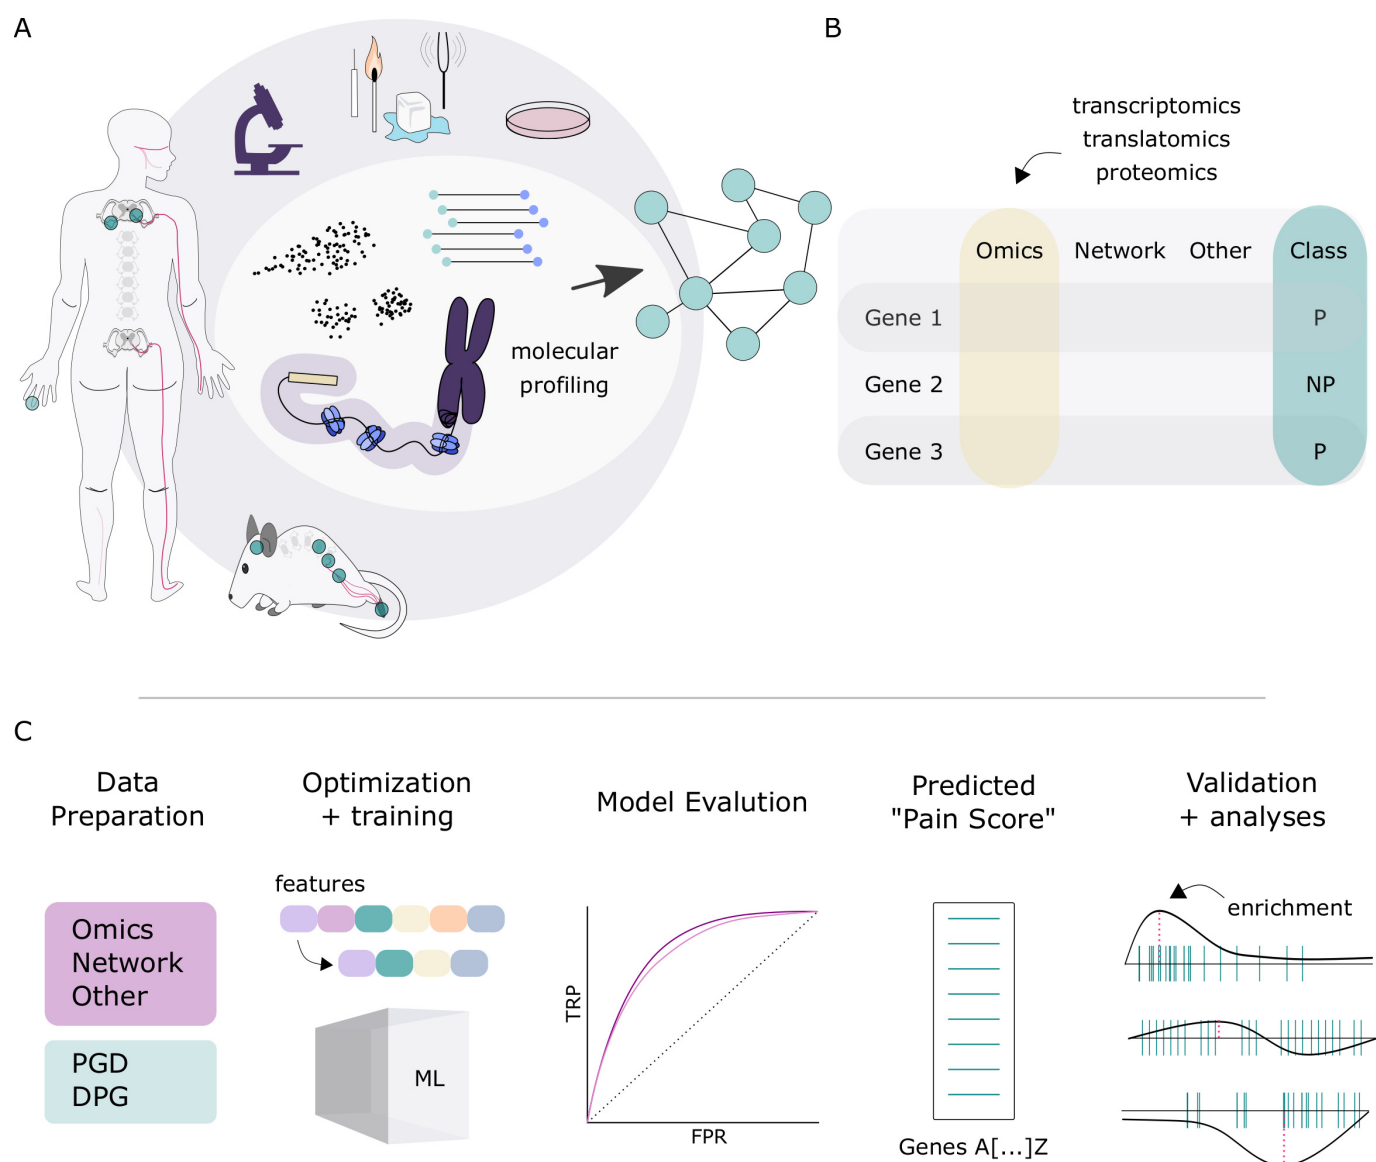 A
molecular
profiling
B
transcriptomics
translatomics
proteomics
Omics Network Other Class
Gene 1 P
Gene 2 NP
Gene 3 P
C
Data
Preparation
Omics
Network
Other
PGD
DPG
Optimization
+ training
features
ML
Model Evalution
TRP
FPR
Predicted
"Pain Score"
Genes A[...]Z
Validation
+ analyses
enrichment